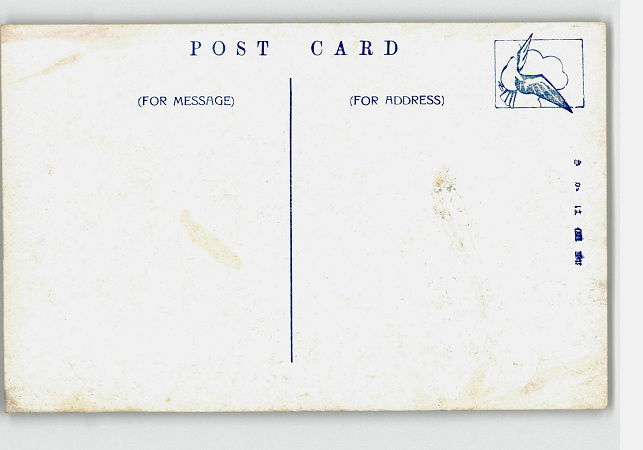 POST CARD
(FOR MESSAGE)
(FOR ADDRESS)